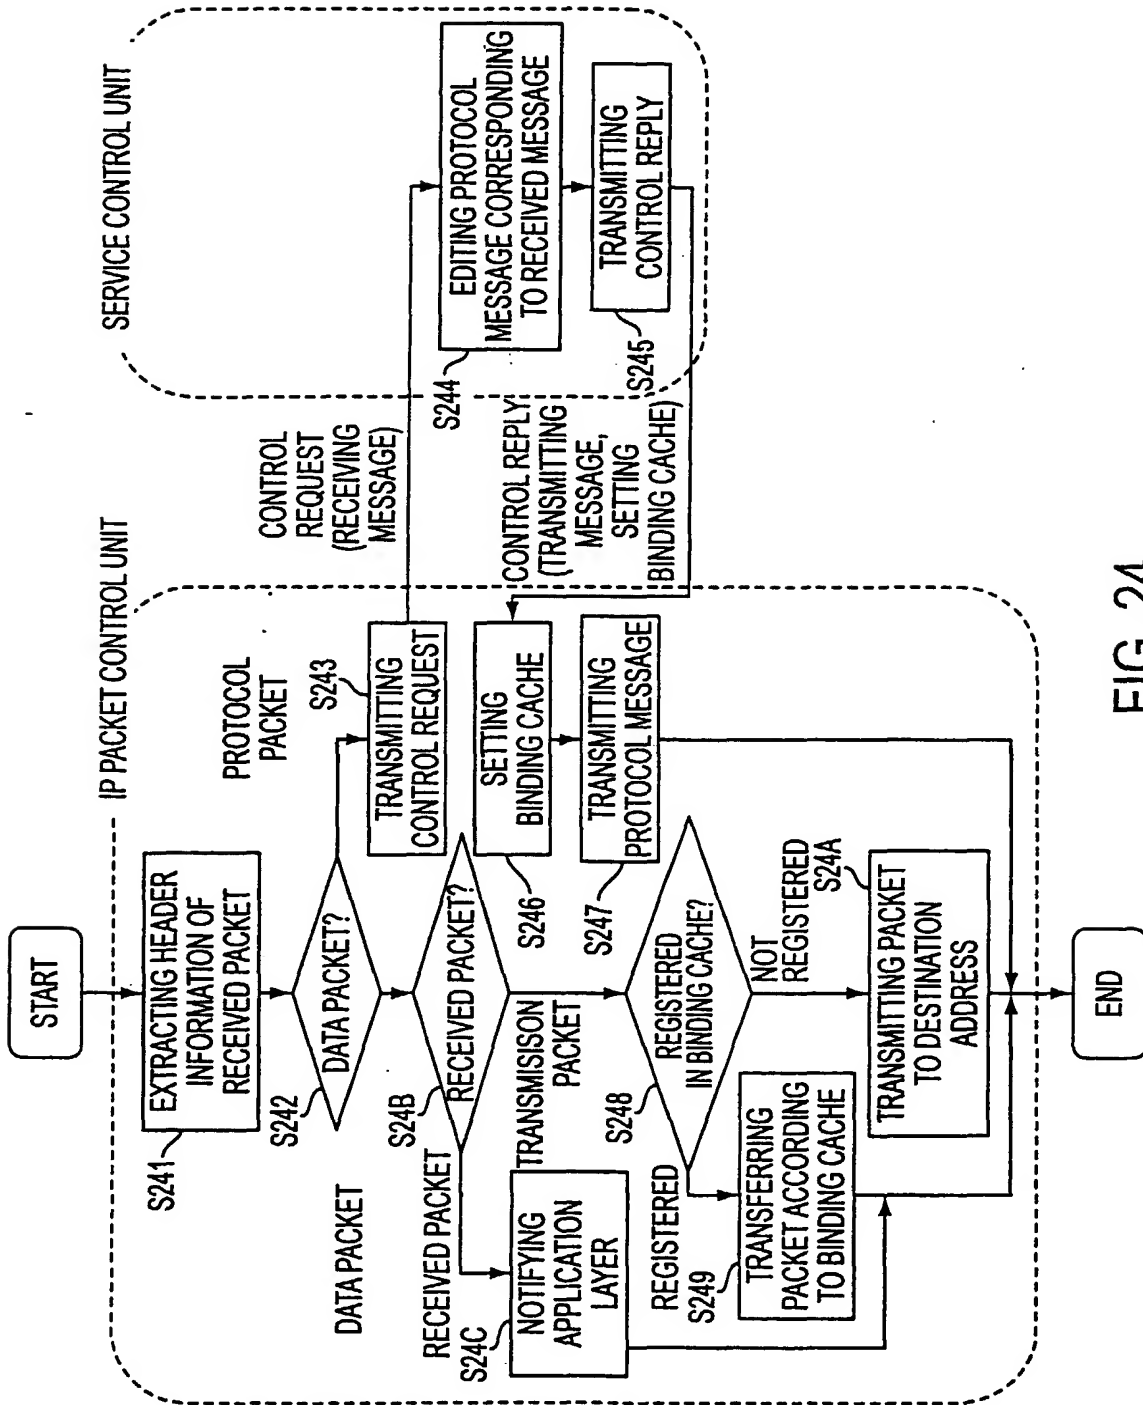 SERVICE CONTROL UNIT
IP PACKET CONTROL UNIT
START
EXTRACTING HEADER
INFORMATION OF
RECEIVED PACKET
S241
DATA PACKET?
S242
DATA PACKET
PROTOCOL
PACKET
S243
TRANSMITTING
CONTROL REQUEST
CONTROL
REQUEST
(RECEIVING
MESSAGE)
EDITING PROTOCOL
MESSAGE CORRESPONDING
TO RECEIVED MESSAGE
S244
TRANSMITTING
CONTROL REPLY
S245
CONTROL REPLY
(TRANSMITTING
MESSAGE,
SETTING
BINDING CACHE)
SETTING
BINDING CACHE
S246
TRANSMITTING
PROTOCOL MESSAGE
S247
RECEIVED PACKET?
S24B
RECEIVED PACKET
TRANSMISISON
PACKET
NOTIFYING
APPLICATION
LAYER
S24C
REGISTERED
IN BINDING CACHE?
S248
REGISTERED
NOT
REGISTERED
TRANSFERRING
PACKET ACCORDING
TO BINDING CACHE
S249
S24A
TRANSMITTING PACKET
TO DESTINATION
ADDRESS
END
FIG. 24